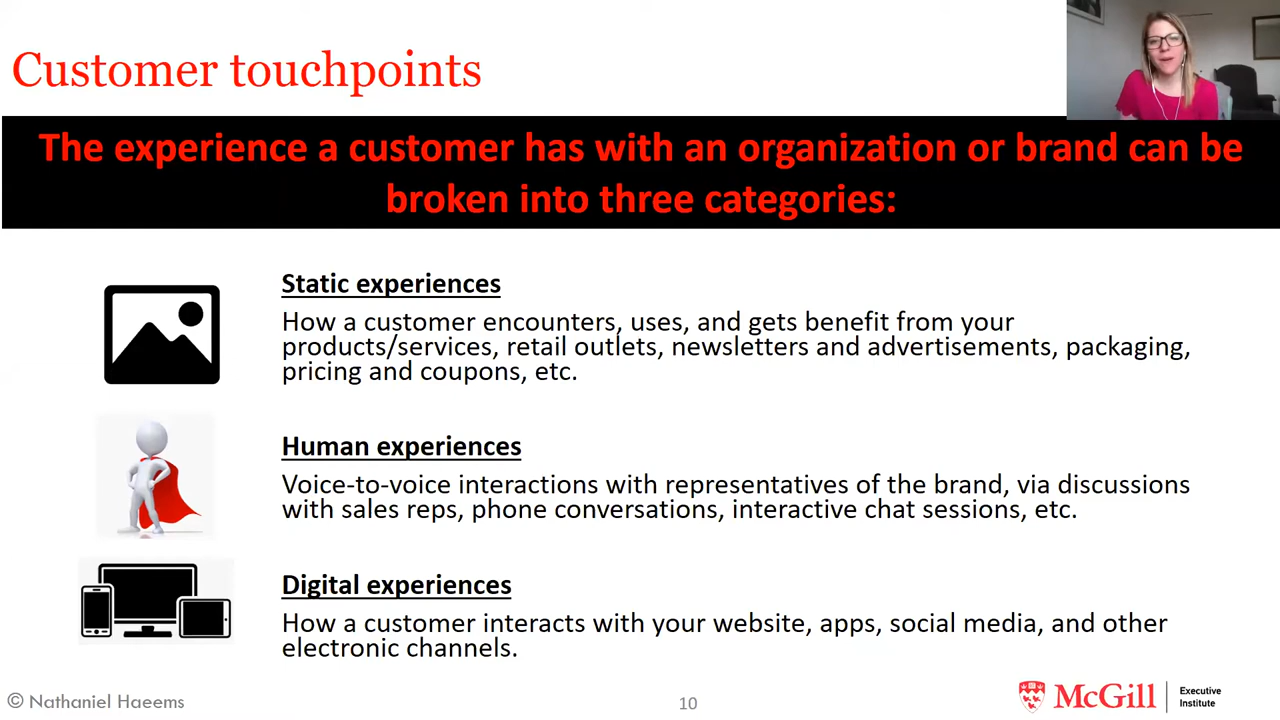 Customer touchpoints
The experience a customer has with an organization or brand can be
broken into three categories:
Static experiences
How a customer encounters, uses, and gets benefit from your
products/services, retail outlets, newsletters and advertisements, packaging,
pricing and coupons, etc.
Human experiences
Voice-to-voice interactions with representatives of the brand, via discussions
with sales reps, phone conversations, interactive chat sessions, etc.
Digital experiences
How a customer interacts with your website, apps, social media, and other
electronic channels.
© Nathaniel Haeems
10
McGill
Executive
Institute